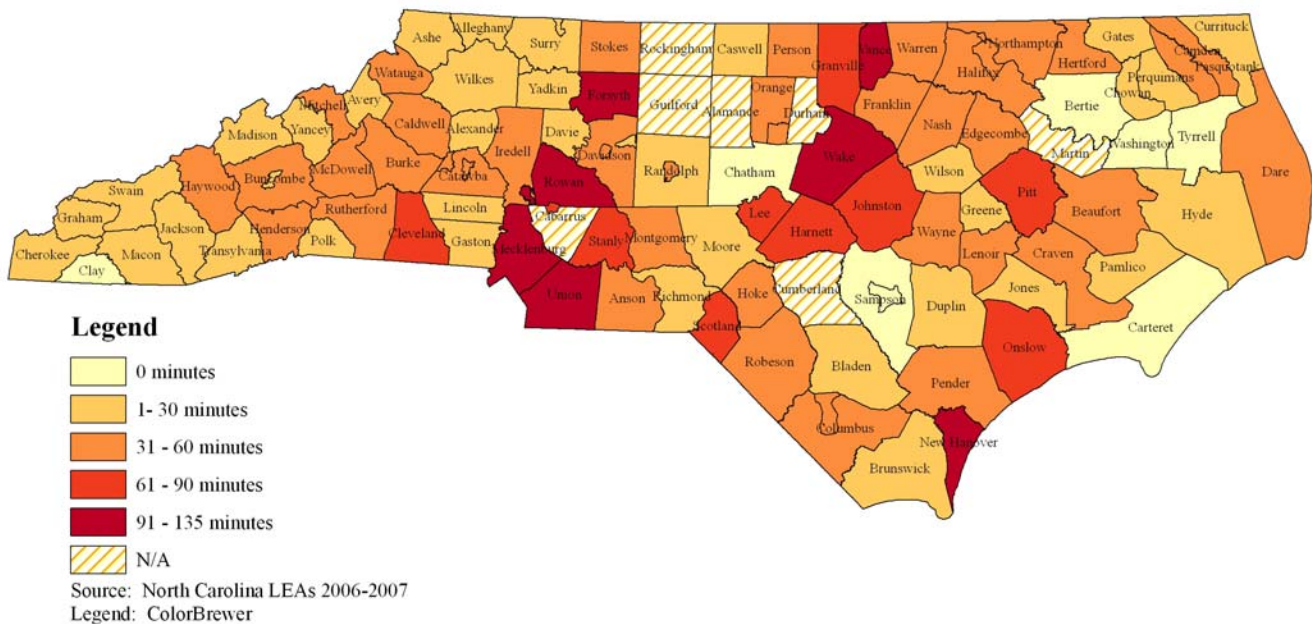 Ashe
Alleghany
Surry
Stokes
Rockingham
Caswell
Person
Granville
Vance
Warren
Northampton
Gates
Currituck
Camden
Pasquotank
Hertford
Halifax
Perquimans
Chowan
Bertie
Watauga
Wilkes
Yadkin
Forsyth
Guilford
Alamance
Orange
Durham
Franklin
Nash
Edgecombe
Martin
Washington
Tyrrell
Dare
Mitchell
Avery
Caldwell
Alexander
Davie
Iredell
Davidson
Randolph
Chatham
Wake
Wilson
Pitt
Beaufort
Hyde
Madison
Yancey
McDowell
Burke
Catawba
Rowan
Lee
Johnston
Greene
Swain
Haywood
Buncombe
Rutherford
Lincoln
Cabarrus
Stanly
Montgomery
Moore
Harnett
Wayne
Lenoir
Craven
Pamlico
Graham
Jackson
Henderson
Polk
Cleveland
Gaston
Mecklenburg
Cherokee
Macon
Transylvania
Clay
Union
Anson
Richmond
Hoke
Cumberland
Sampson
Duplin
Jones
Carteret
Scotland
Robeson
Bladen
Pender
Onslow
Columbus
New Hanover
Brunswick
Legend
0 minutes
1- 30 minutes
31 - 60 minutes
61 - 90 minutes
91 - 135 minutes
N/A
Source: North Carolina LEAs 2006-2007
Legend: ColorBrewer